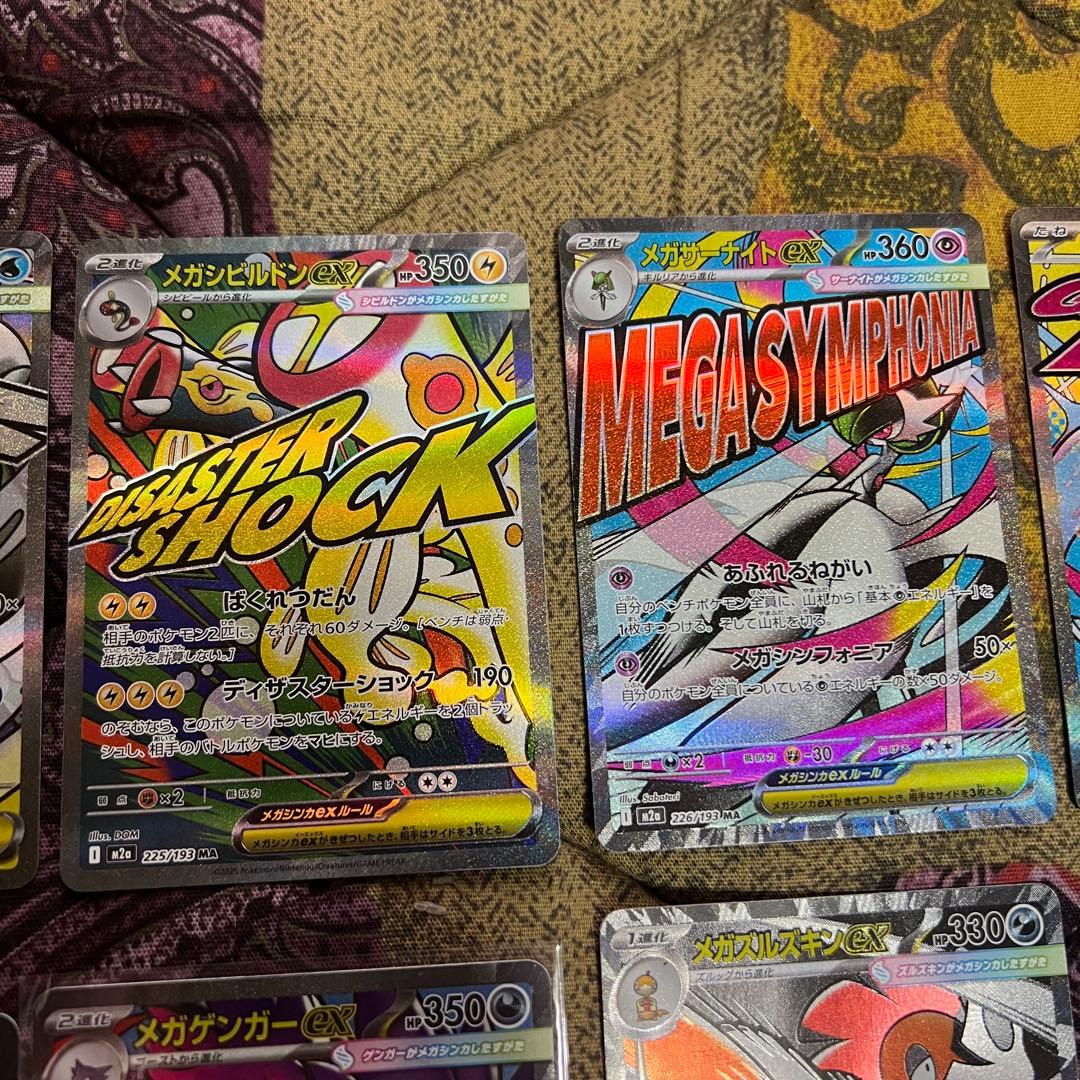 2進化
メガシビルドンex
HP350
シビビールから進化
シビルドンがメガシンカしたすがた
DISASTER
SHOCK
ばくれつだん
相手のポケモン2匹に、それぞれ60ダメージ。[ベンチは弱点・
抵抗力を計算しない。]
ディザスターショック 190
のぞむなら、このポケモンについているエネルギーを2個トラッ
シュし、相手のバトルポケモンをマヒにする。
弱点 ×2 抵抗力 にげる
メガシンカexルール
メガシンカexがきぜつしたとき、相手はサイドを3枚とる。
Illus. DOM
I m2a 225/193 MA
©2025 Pokémon/Nintendo/Creatures/GAME FREAK
2進化
メガサーナイトex
HP360
キルリアから進化
サーナイトがメガシンカしたすがた
MEGA SYMPHONIA
あふれるねがい
自分のベンチポケモン全員に、山札から「基本エネルギー」を
1枚ずつつける。そして山札を切る。
メガシンフォニア 50×
自分のポケモン全員についているエネルギーの数×50ダメージ。
弱点 ×2 抵抗力 -30 にげる
メガシンカexルール
メガシンカexがきぜつしたとき、相手はサイドを3枚とる。
Illus. Saboteri
I m2a 226/193 MA
たね
2進化
メガゲンガーex
HP350
ゴーストから進化
ゲンガーがメガシンカしたすがた
1進化
メガズルズキンex
HP330
ズルッグから進化
ズルズキンがメガシンカしたすがた